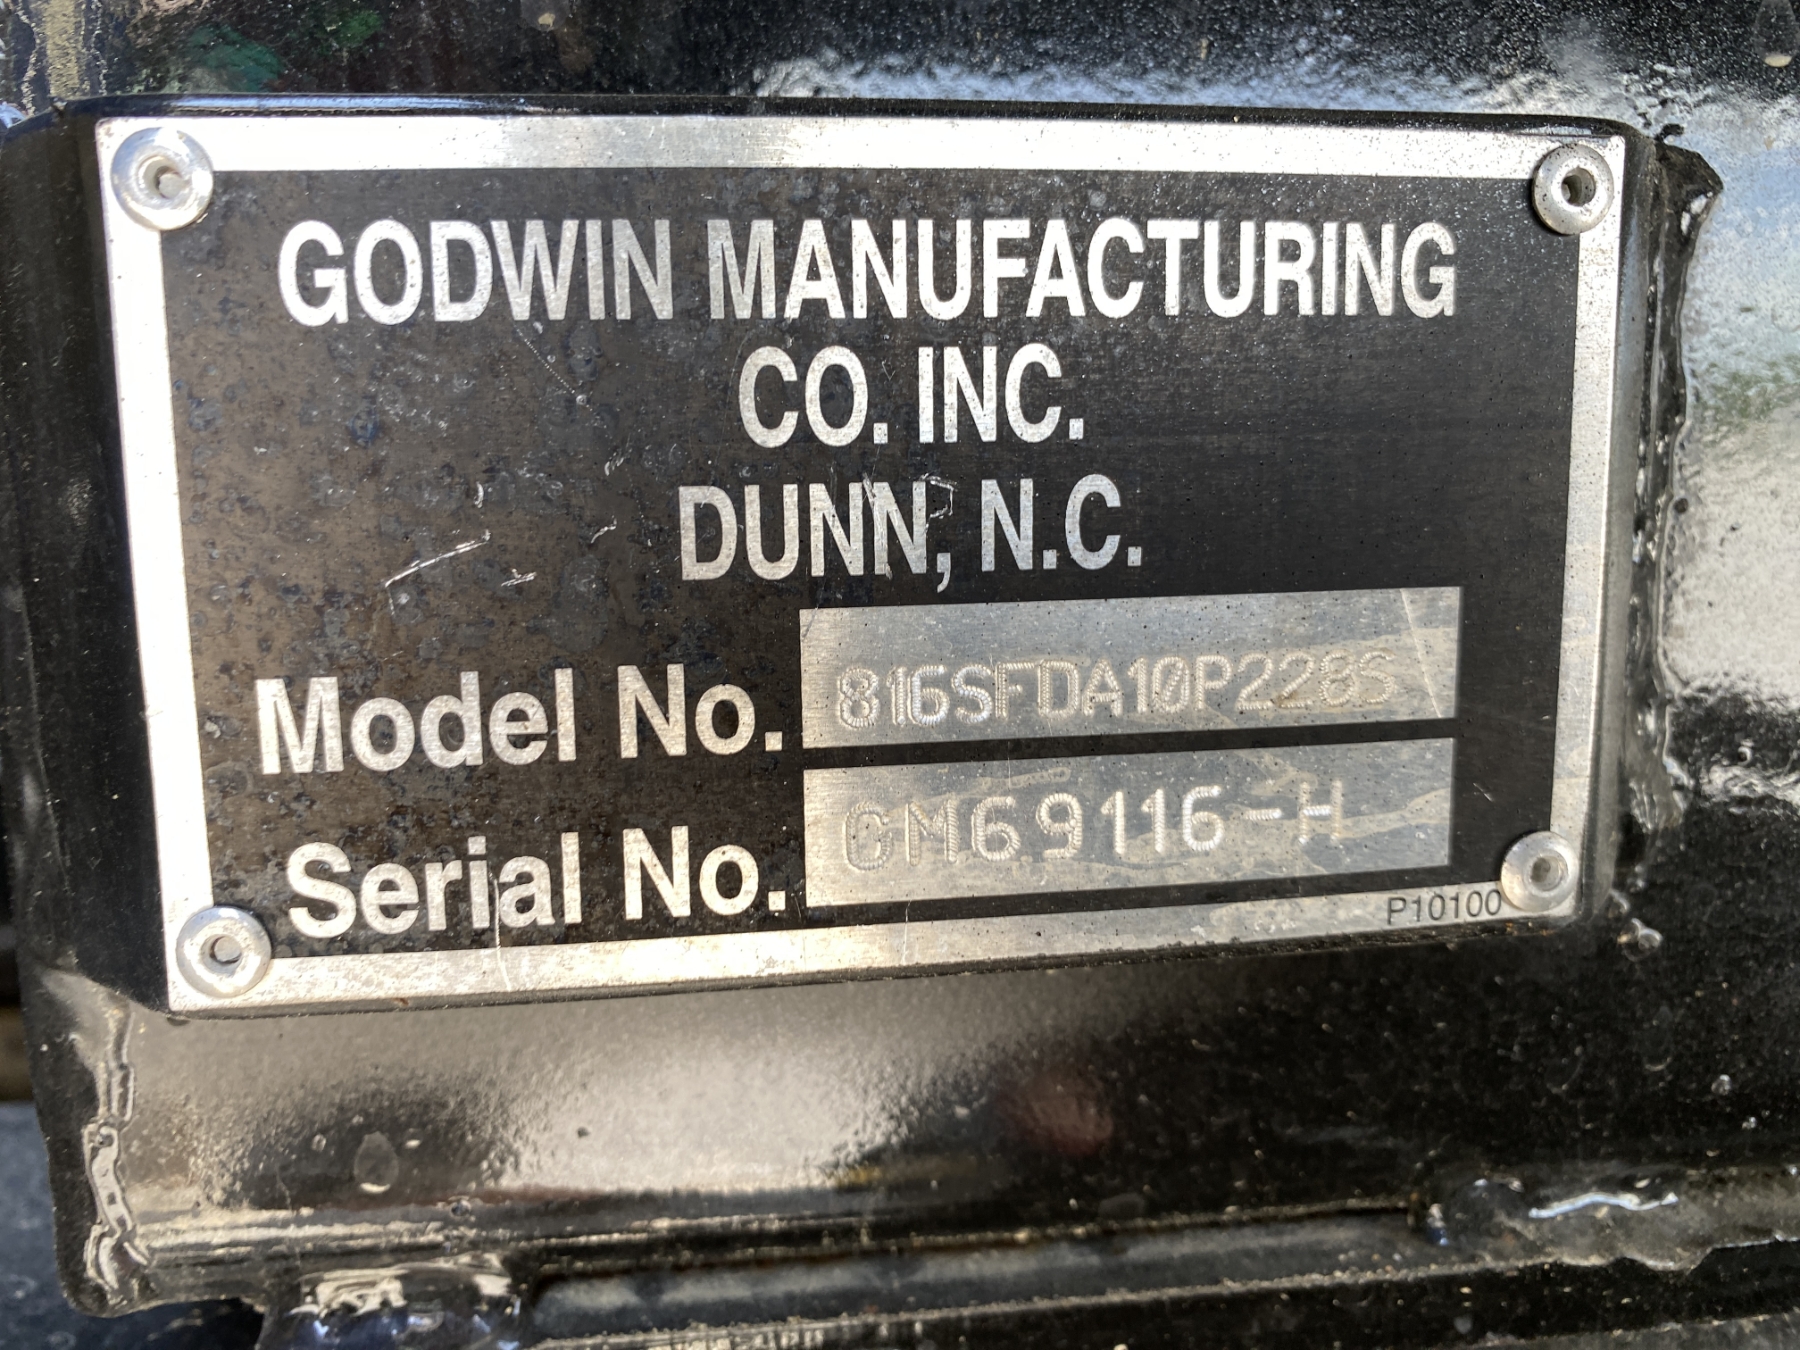 GODWIN MANUFACTURING
CO. INC.
DUNN, N.C.
Model No. 816SFDA10P228S
Serial No. GM69116-H
P10100